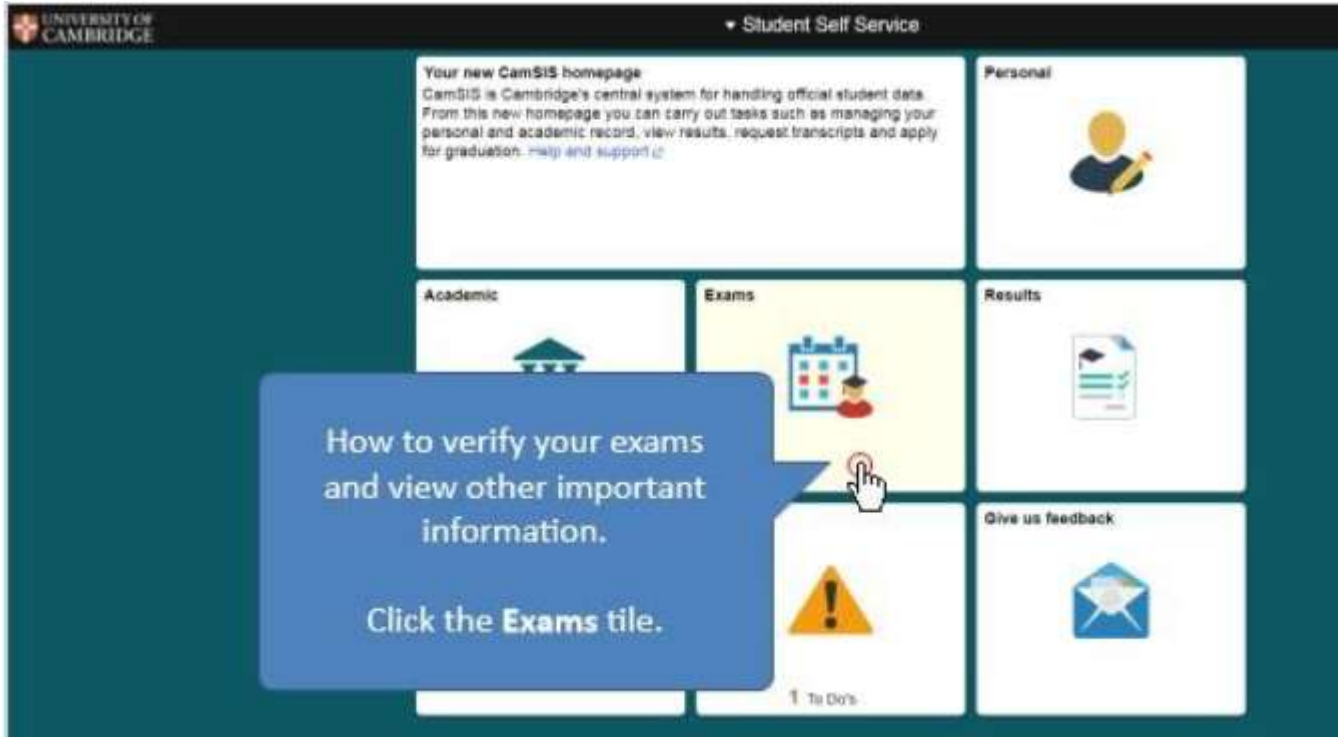 UNIVERSITY OF
CAMBRIDGE
Student Self Service
Your new CamSIS homepage
CamSIS is Cambridge's central system for handling official student data.
From this new homepage you can carry out tasks such as managing your
personal and academic record, view results, request transcripts and apply
for graduation. Help and support
Personal
Academic
Exams
Results
How to verify your exams
and view other important
information.
Click the Exams tile.
1 To Do's
Give us feedback